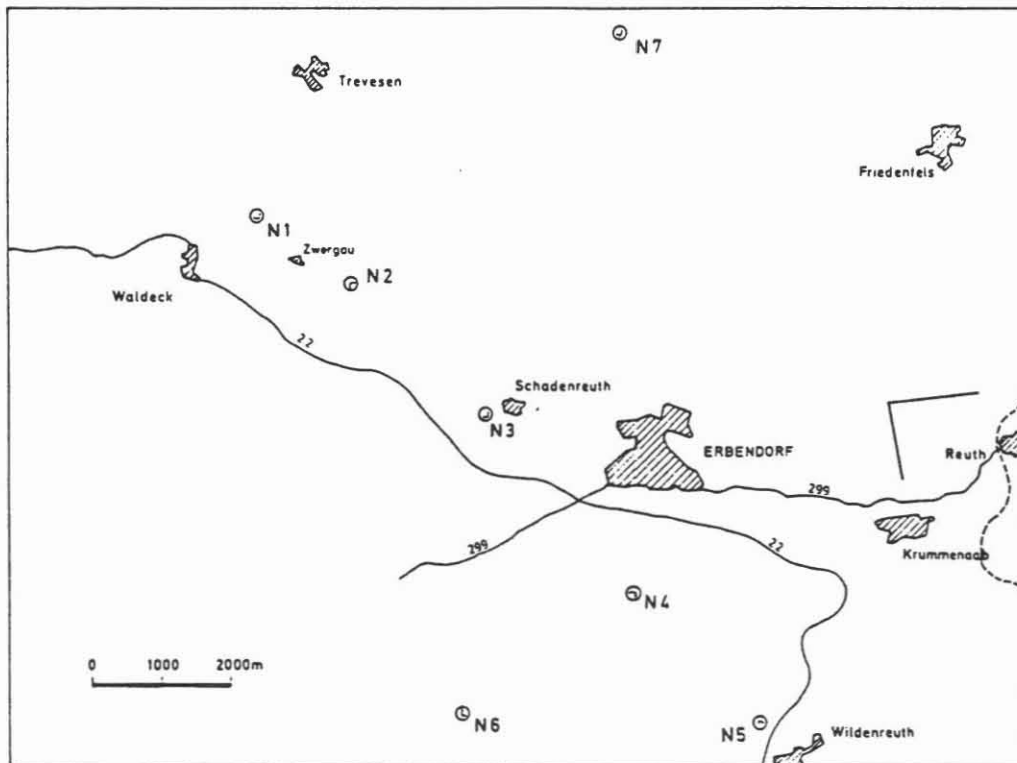 N7
Trevesen
Friedenfels
N1
Zwergau
N2
Waldeck
22
Schadenreuth
N3
ERBENDORF
Reuth
299
Krummenaab
299
22
N4
0 1000 2000m
N6
N5
Wildenreuth